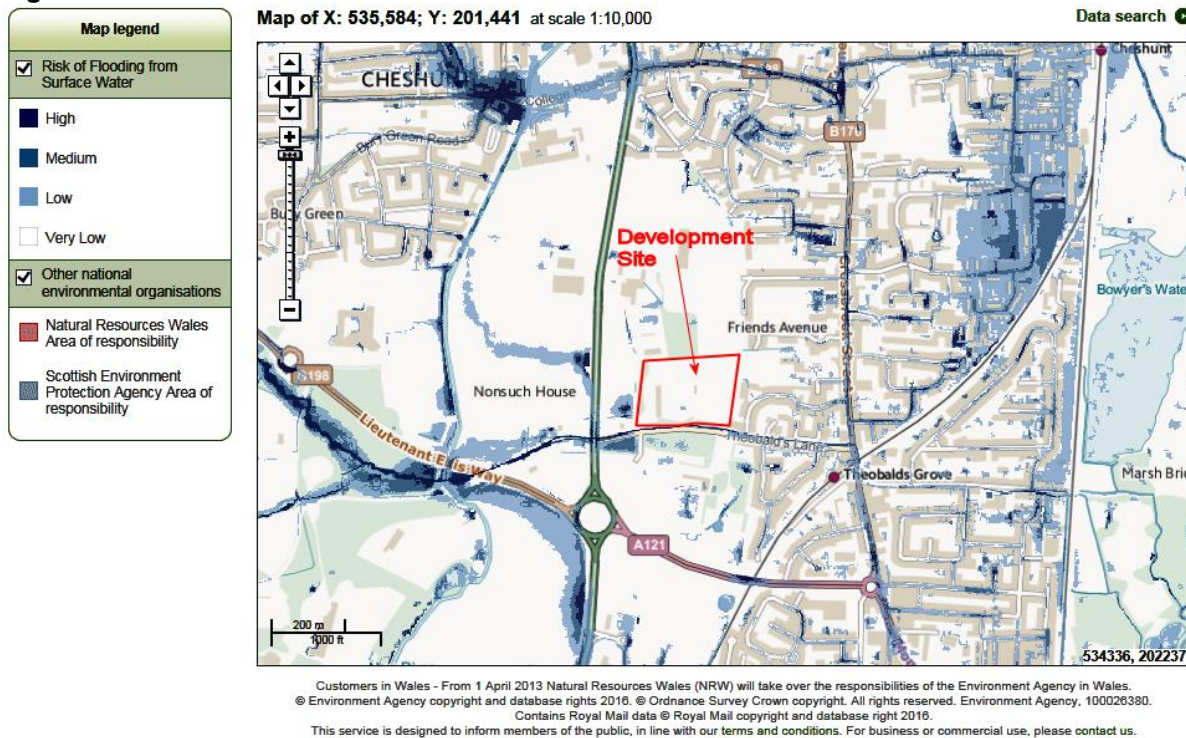 Map legend
Risk of Flooding from
Surface Water
High
Medium
Low
Very Low
Other national
environmental organisations
Natural Resources Wales
Area of responsibility
Scottish Environment
Protection Agency Area of
responsibility
Map of X: 535,584; Y: 201,441 at scale 1:10,000
Data search
Cheshunt
CHESHUNT
College Road
Bury Green Road
B176
Bury Green
Development
Site
Bowyer's Wate
Friends Avenue
Nonsuch House
B198
Lieutenant Ellis Way
Theobald's Lane
Theobalds Grove
Marsh Bri
A121
200 m
1000 ft
534336, 202237
Customers in Wales - From 1 April 2013 Natural Resources Wales (NRW) will take over the responsibilities of the Environment Agency in Wales.
© Environment Agency copyright and database rights 2016. © Ordnance Survey Crown copyright. All rights reserved. Environment Agency, 100026380.
Contains Royal Mail data © Royal Mail copyright and database right 2016.
This service is designed to inform members of the public, in line with our terms and conditions. For business or commercial use, please contact us.